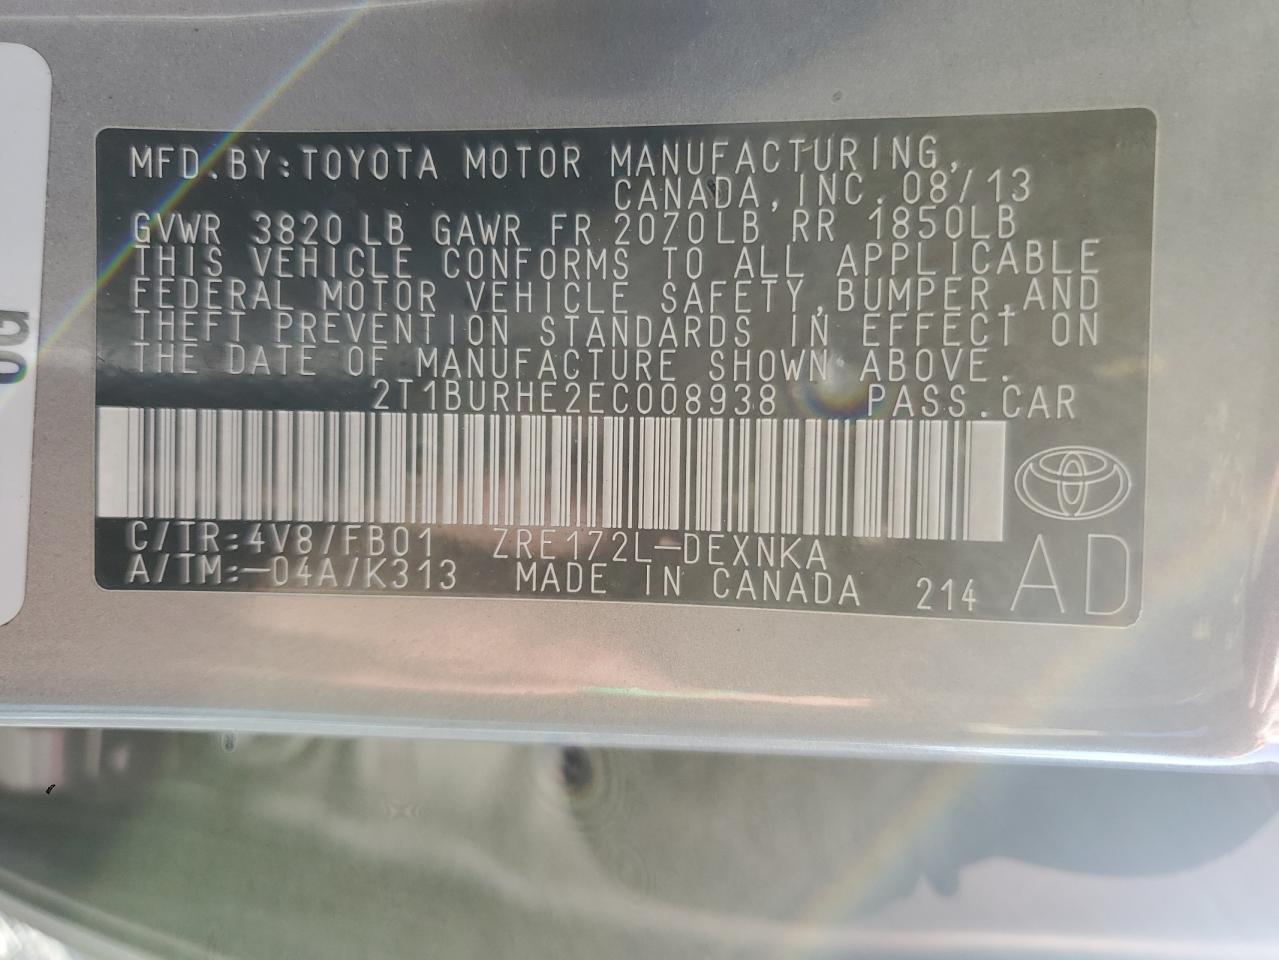 MFD.BY:TOYOTA MOTOR MANUFACTURING,
CANADA,INC.08/13
GVWR 3820LB GAWR FR 2070LB RR 1850LB
THIS VEHICLE CONFORMS TO ALL APPLICABLE
FEDERAL MOTOR VEHICLE SAFETY,BUMPER,AND
THEFT PREVENTION STANDARDS IN EFFECT ON
THE DATE OF MANUFACTURE SHOWN ABOVE.
2T1BURHE2EC008938 PASS.CAR
C/TR:4V8/FB01 ZRE172L-DEXNKA
A/TM:-04A/K313 MADE IN CANADA 214 AD